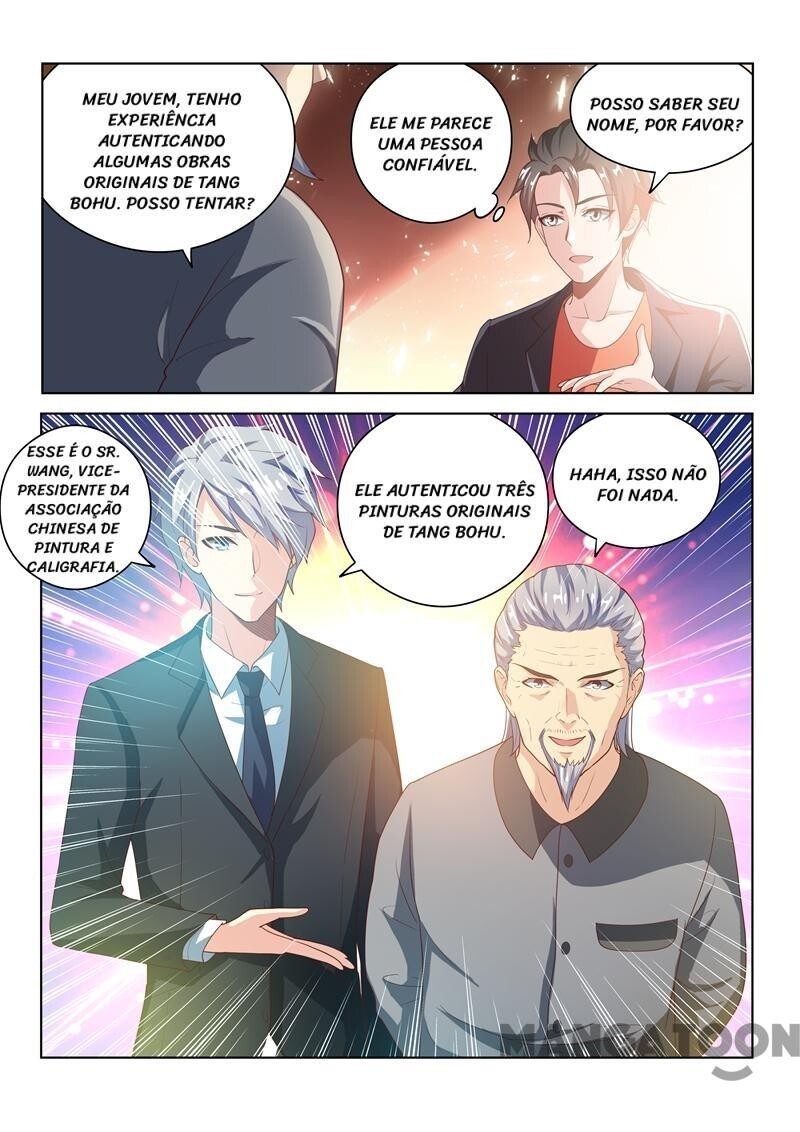 MEU JOVEM, TENHO
EXPERIÊNCIA
AUTENTICANDO
ALGUMAS OBRAS
ORIGINAIS DE TANG
BOHU. POSSO TENTAR?
ELE ME PARECE
UMA PESSOA
CONFIÁVEL.
POSSO SABER SEU
NOME, POR FAVOR?
ESSE É O SR.
WANG, VICE-
PRESIDENTE DA
ASSOCIAÇÃO
CHINESA DE
PINTURA E
CALIGRAFIA.
ELE AUTENTICOU TRÊS
PINTURAS ORIGINAIS
DE TANG BOHU.
HAHA, ISSO NÃO
FOI NADA.
MANGATOON